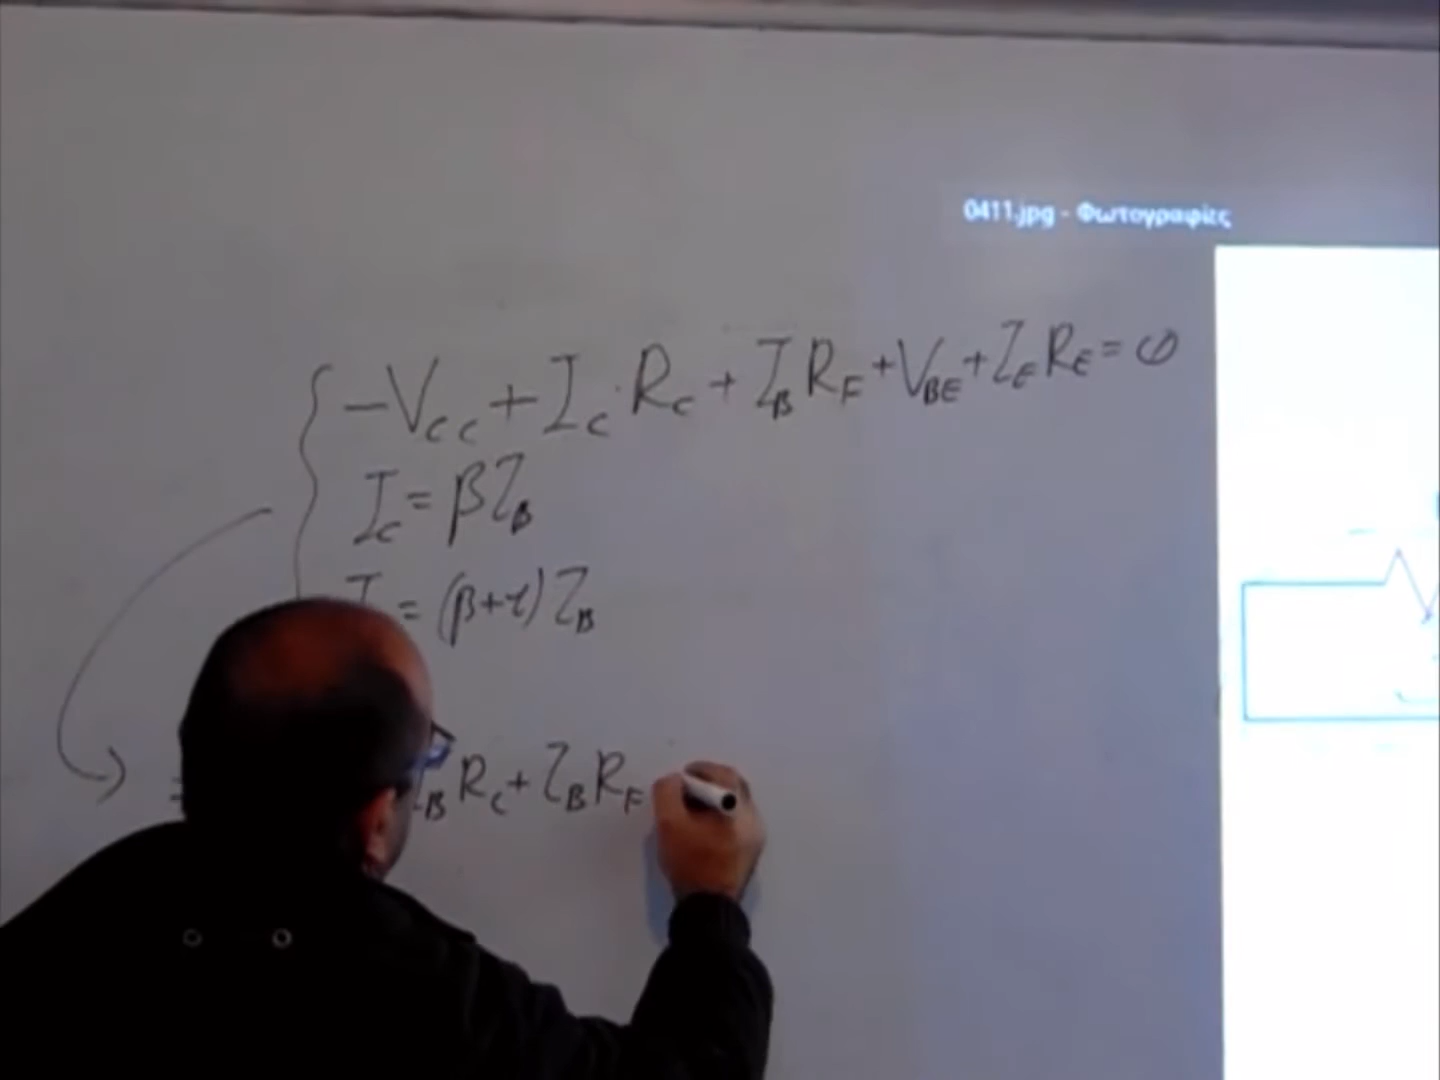 0411.jpg - Φωτογραφίες
-V_CC + I_C · R_C + I_B R_F + V_BE + I_E R_E = 0
I_C = β I_B
I = (β+1) I_B
I_B R_C + I_B R_F